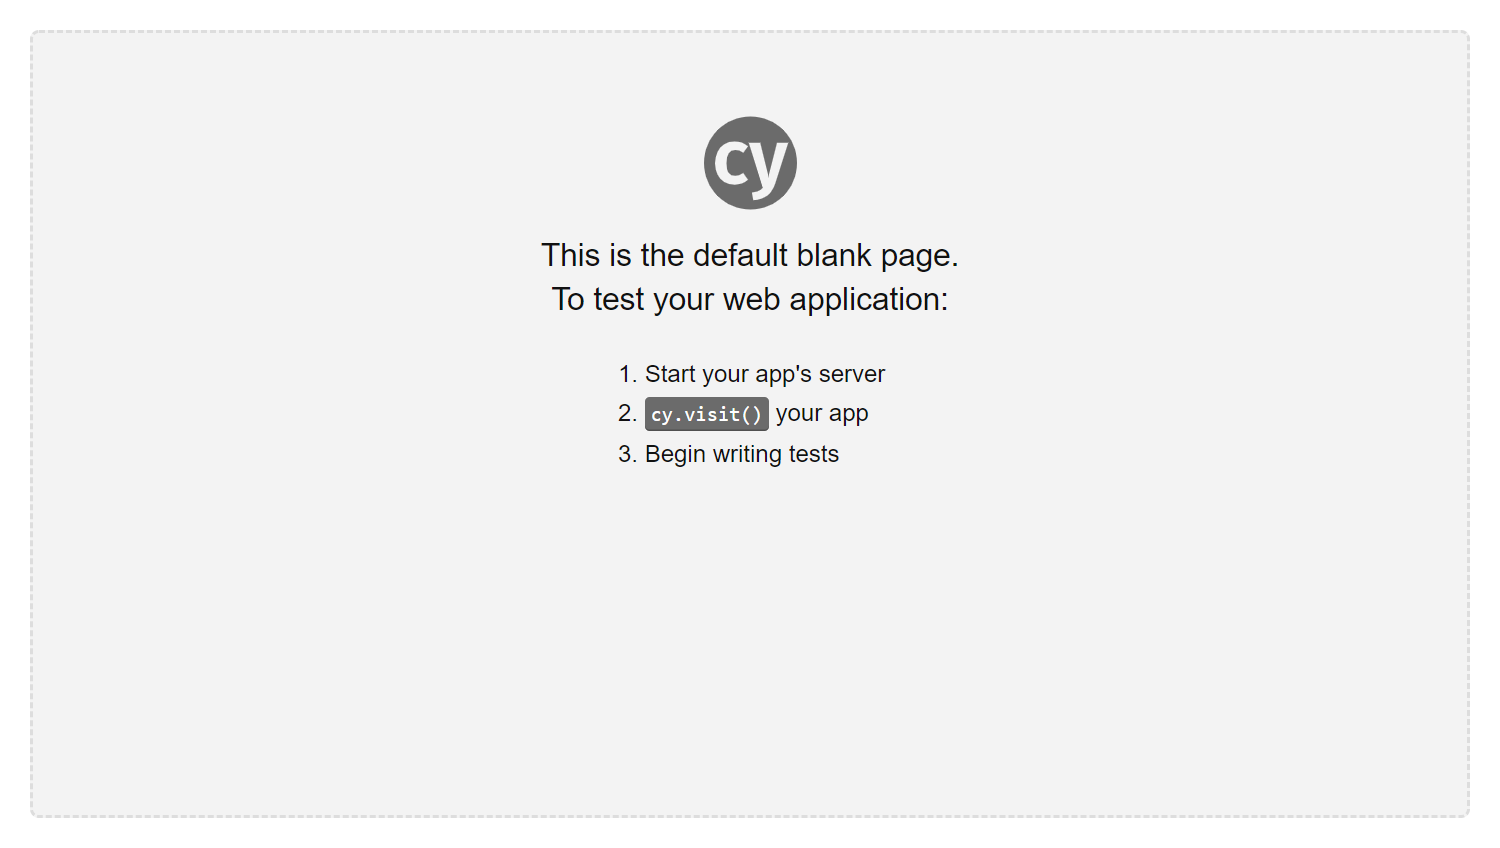 cy
This is the default blank page.
To test your web application:
1. Start your app's server
2. cy.visit() your app
3. Begin writing tests